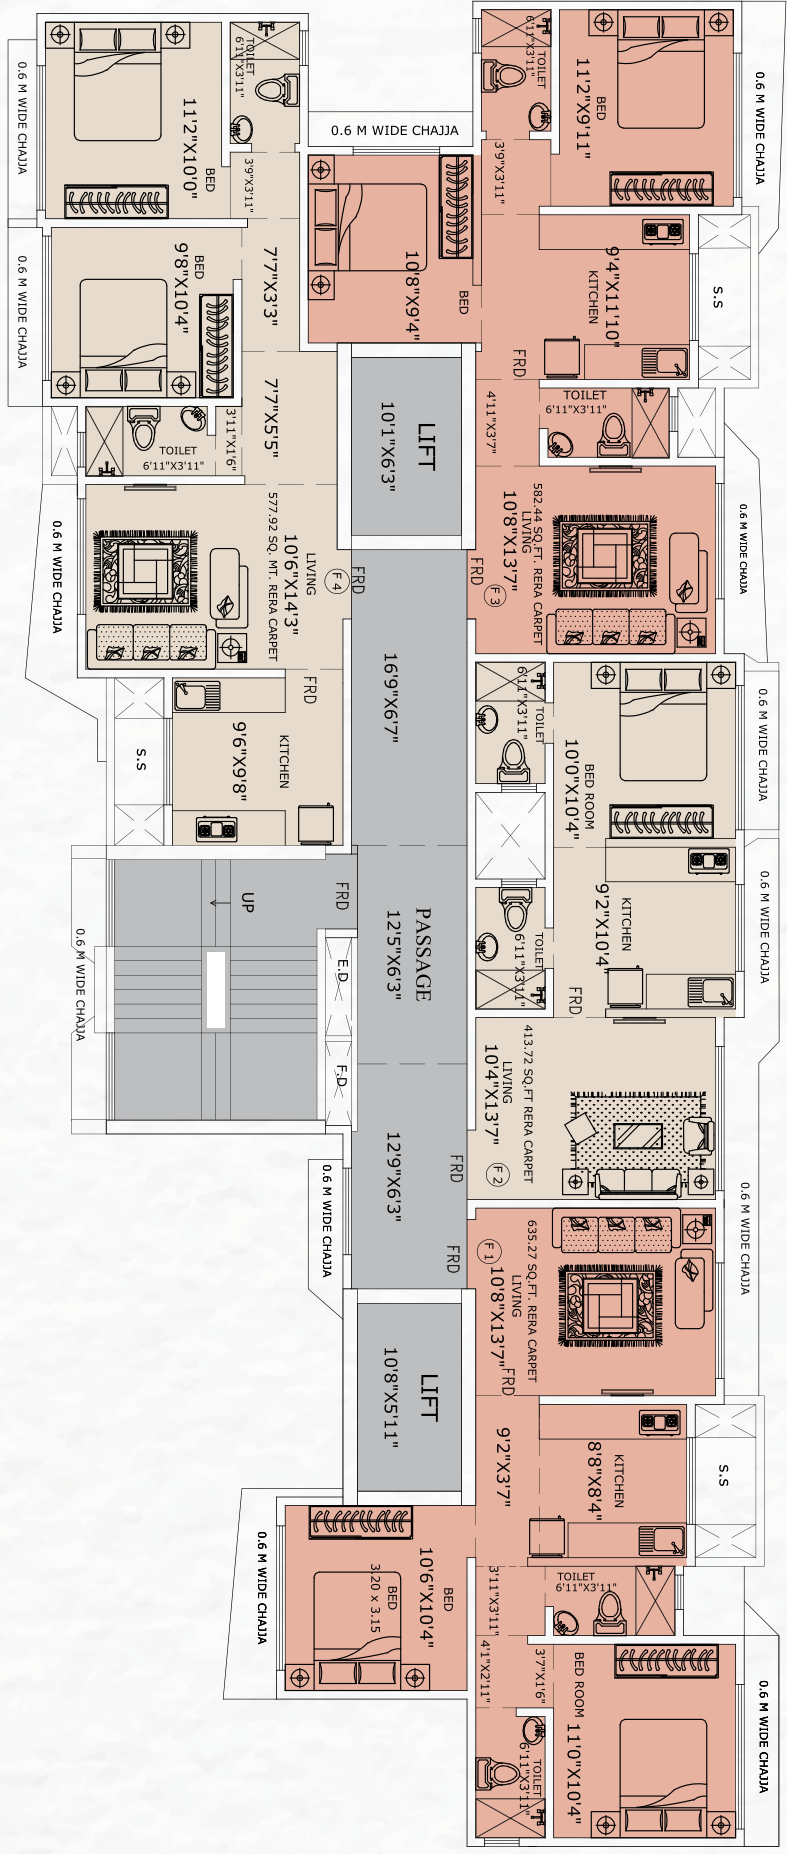 TOILET
6'11"X3'11"
0.6 M WIDE CHAJJA
BED
11'2"X10'0"
3'9"X3'11"
0.6 M WIDE CHAJJA
TOILET
6'11"X3'11"
BED
11'2"X9'11"
0.6 M WIDE CHAJJA
3'9"X3'11"
0.6 M WIDE CHAJJA
BED
9'8"X10'4"
7'7"X3'3"
BED
10'8"X9'4"
KITCHEN
9'4"X11'10"
S.S
FRD
7'7"X5'5"
3'11"X1'6"
TOILET
6'11"X3'11"
LIFT
10'1"X6'3"
4'11"X3'7"
TOILET
6'11"X3'11"
0.6 M WIDE CHAJJA
577.92 SQ. MT. RERA CARPET
LIVING
10'6"X14'3"
F 4
FRD
582.44 SQ.FT. RERA CARPET
LIVING
10'8"X13'7"
F 3
FRD
0.6 M WIDE CHAJJA
FRD
KITCHEN
9'6"X9'8"
S.S
16'9"X6'7"
TOILET
6'11"X3'11"
BED ROOM
10'0"X10'4"
0.6 M WIDE CHAJJA
UP
FRD
PASSAGE
12'5"X6'3"
E.D
F.D
0.6 M WIDE CHAJJA
TOILET
6'11"X3'11"
KITCHEN
9'2"X10'4
0.6 M WIDE CHAJJA
FRD
413.72 SQ.FT RERA CARPET
LIVING
10'4"X13'7"
F 2
FRD
12'9"X6'3"
0.6 M WIDE CHAJJA
0.6 M WIDE CHAJJA
FRD
635.27 SQ.FT. RERA CARPET
LIVING
10'8"X13'7"
F 1
FRD
LIFT
10'8"X5'11"
9'2"X3'7"
KITCHEN
8'8"X8'4"
S.S
0.6 M WIDE CHAJJA
BED
10'6"X10'4"
BED
3.20 x 3.15
3'11"X3'11"
TOILET
6'11"X3'11"
4'1"X2'11"
3'7"X1'6"
BED ROOM
11'0"X10'4"
0.6 M WIDE CHAJJA
TOILET
6'11"X3'11"